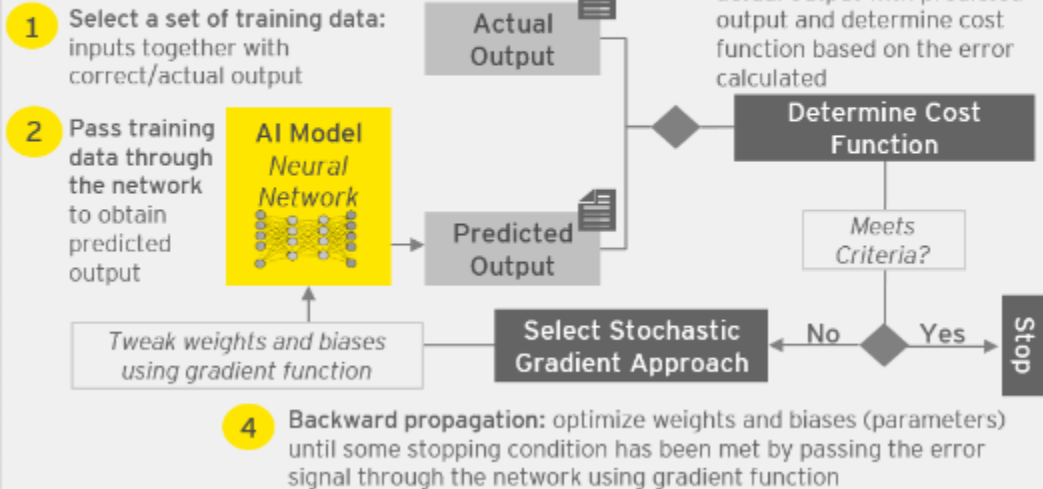 1
Select a set of training data:
inputs together with
correct/actual output
Actual
Output
output and determine cost
function based on the error
calculated
2
Pass training
data through
the network
to obtain
predicted
output
AI Model
Neural
Network
Predicted
Output
Determine Cost
Function
Meets
Criteria?
No
Yes
Stop
Select Stochastic
Gradient Approach
Tweak weights and biases
using gradient function
4
Backward propagation: optimize weights and biases (parameters)
until some stopping condition has been met by passing the error
signal through the network using gradient function